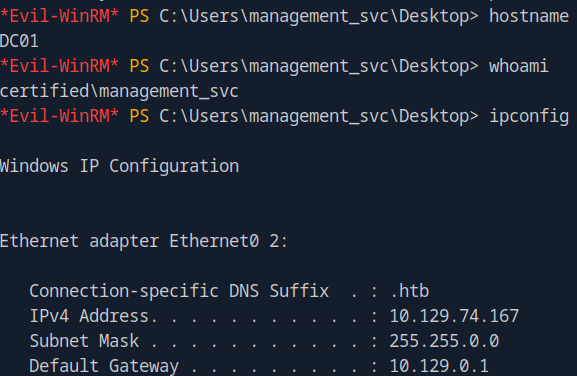 *Evil-WinRM* PS C:\Users\management_svc\Desktop> hostname
DC01
*Evil-WinRM* PS C:\Users\management_svc\Desktop> whoami
certified\management_svc
*Evil-WinRM* PS C:\Users\management_svc\Desktop> ipconfig
Windows IP Configuration
Ethernet adapter Ethernet0 2:
Connection-specific DNS Suffix  . : .htb
IPv4 Address. . . . . . . . . . . : 10.129.74.167
Subnet Mask . . . . . . . . . . . : 255.255.0.0
Default Gateway . . . . . . . . . : 10.129.0.1